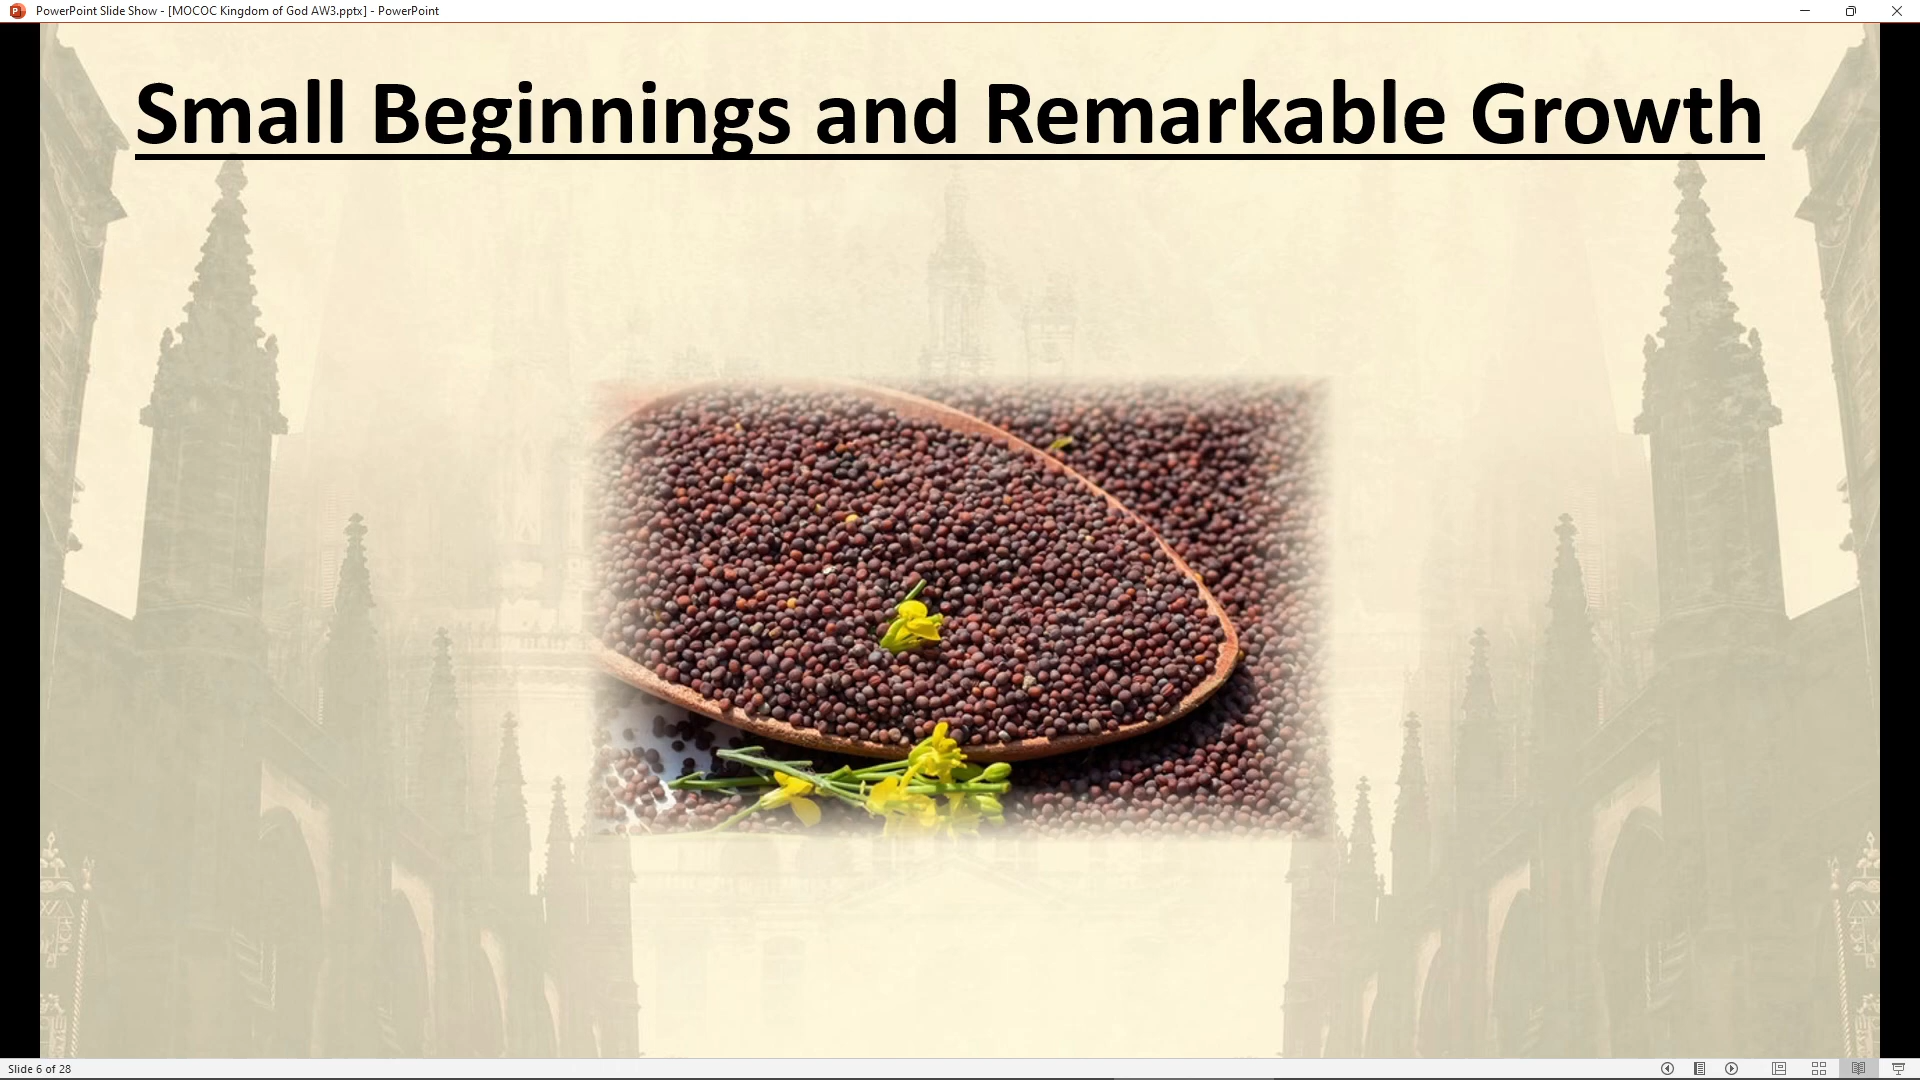 PowerPoint Slide Show - [MOCOC Kingdom of God AW3.pptx] - PowerPoint
Small Beginnings and Remarkable Growth
Slide 6 of 28